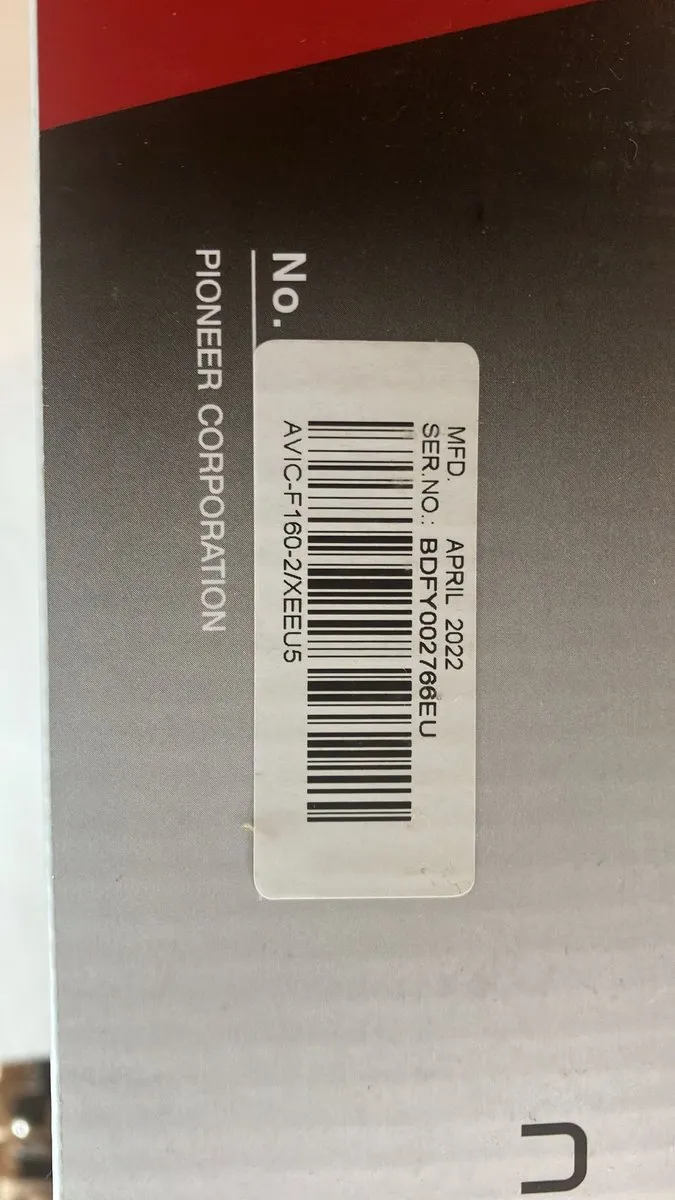 MFD. APRIL 2022
SER.NO.: BDFY002766EU
AVIC-F160-2/XEEU5
No.
PIONEER CORPORATION